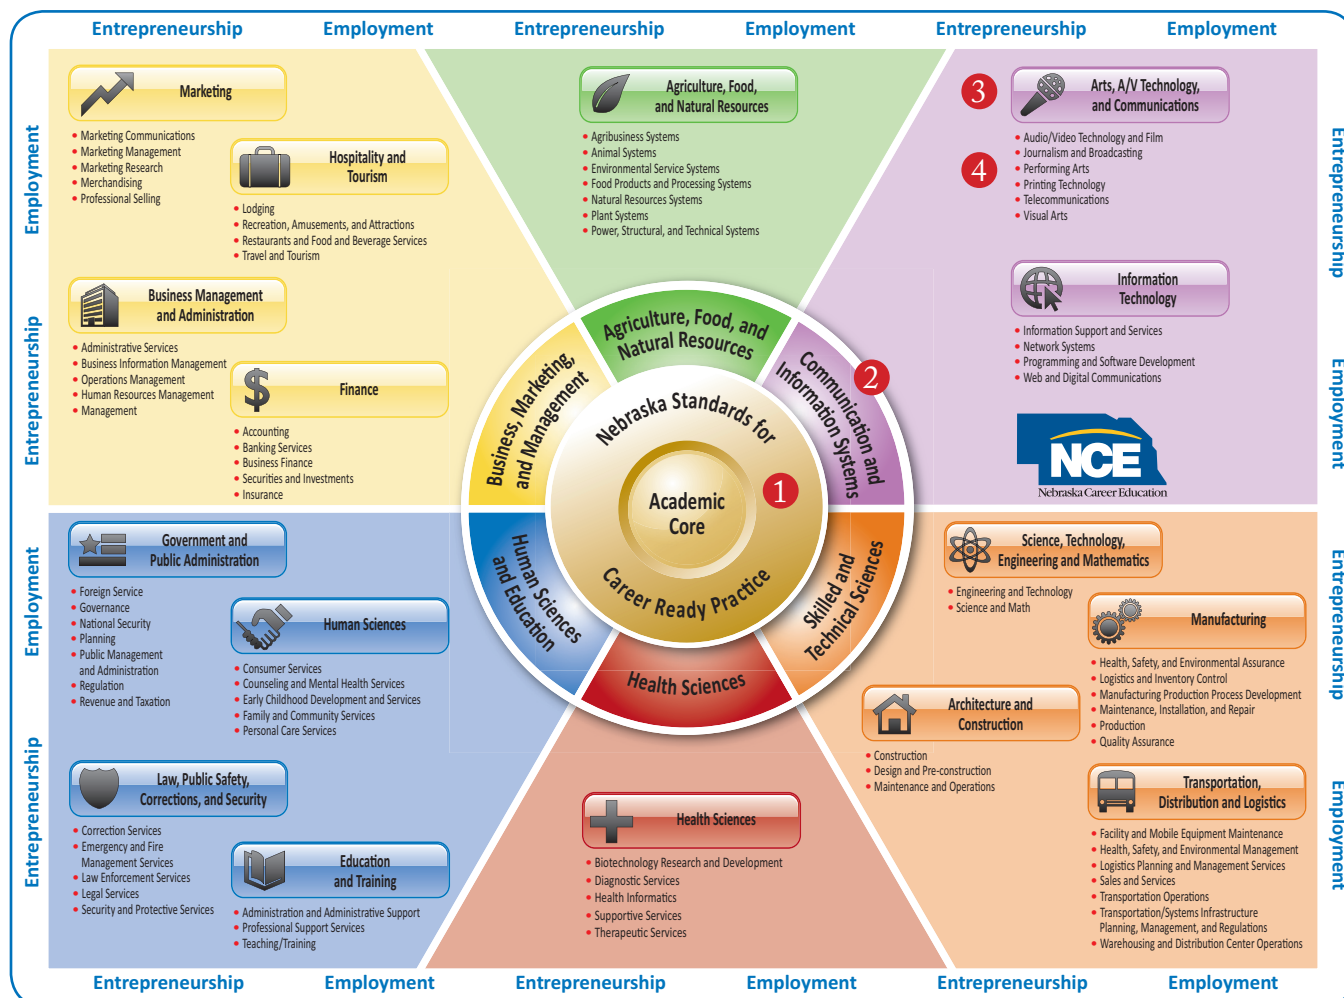 Entrepreneurship Employment Entrepreneurship Employment Entrepreneurship Employment
Employment
Entrepreneurship
Employment
Entrepreneurship
Marketing
• Marketing Communications
• Marketing Management
• Marketing Research
• Merchandising
• Professional Selling
Hospitality and
Tourism
• Lodging
• Recreation, Amusements, and Attractions
• Restaurants and Food and Beverage Services
• Travel and Tourism
Business Management
and Administration
• Administrative Services
• Business Information Management
• Operations Management
• Human Resources Management
• Management
$
Finance
• Accounting
• Banking Services
• Business Finance
• Securities and Investments
• Insurance
Agriculture, Food,
and Natural Resources
• Agribusiness Systems
• Animal Systems
• Environmental Service Systems
• Food Products and Processing Systems
• Natural Resources Systems
• Plant Systems
• Power, Structural, and Technical Systems
3
Arts, A/V Technology,
and Communications
• Audio/Video Technology and Film
• Journalism and Broadcasting
4
• Performing Arts
• Printing Technology
• Telecommunications
• Visual Arts
Information
Technology
• Information Support and Services
• Network Systems
• Programming and Software Development
• Web and Digital Communications
NCE
Nebraska Career Education
Business, Marketing,
and Management
Agriculture, Food, and
Natural Resources
Communication and
Information Systems
2
Nebraska Standards for
1
Academic
Core
Career Ready Practice
Human Sciences
and Education
Health Sciences
Skilled and
Technical Sciences
Government and
Public Administration
• Foreign Service
• Governance
• National Security
• Planning
• Public Management
and Administration
• Regulation
• Revenue and Taxation
Human Sciences
• Consumer Services
• Counseling and Mental Health Services
• Early Childhood Development and Services
• Family and Community Services
• Personal Care Services
Law, Public Safety,
Corrections, and Security
• Correction Services
• Emergency and Fire
Management Services
• Law Enforcement Services
• Legal Services
• Security and Protective Services
Education
and Training
• Administration and Administrative Support
• Professional Support Services
• Teaching/Training
Health Sciences
• Biotechnology Research and Development
• Diagnostic Services
• Health Informatics
• Supportive Services
• Therapeutic Services
Science, Technology,
Engineering and Mathematics
• Engineering and Technology
• Science and Math
Manufacturing
• Health, Safety, and Environmental Assurance
• Logistics and Inventory Control
• Manufacturing Production Process Development
• Maintenance, Installation, and Repair
• Production
• Quality Assurance
Architecture and
Construction
• Construction
• Design and Pre-construction
• Maintenance and Operations
Transportation,
Distribution and Logistics
• Facility and Mobile Equipment Maintenance
• Health, Safety, and Environmental Management
• Logistics Planning and Management Services
• Sales and Services
• Transportation Operations
• Transportation/Systems Infrastructure
Planning, Management, and Regulations
• Warehousing and Distribution Center Operations
Entrepreneurship
Employment
Entrepreneurship
Employment
Entrepreneurship Employment Entrepreneurship Employment Entrepreneurship Employment